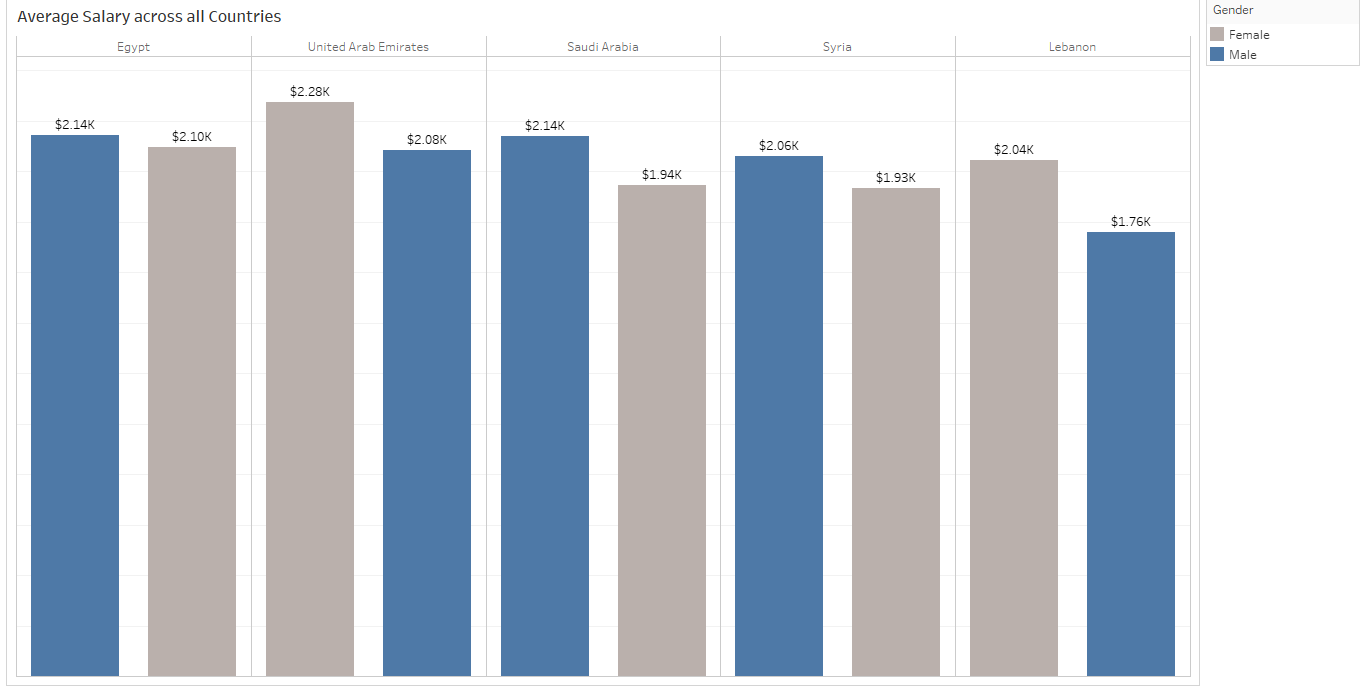 Average Salary across all Countries
Egypt
United Arab Emirates
Saudi Arabia
Syria
Lebanon
$2.14K
$2.10K
$2.28K
$2.08K
$2.14K
$1.94K
$2.06K
$1.93K
$2.04K
$1.76K
Gender
Female
Male